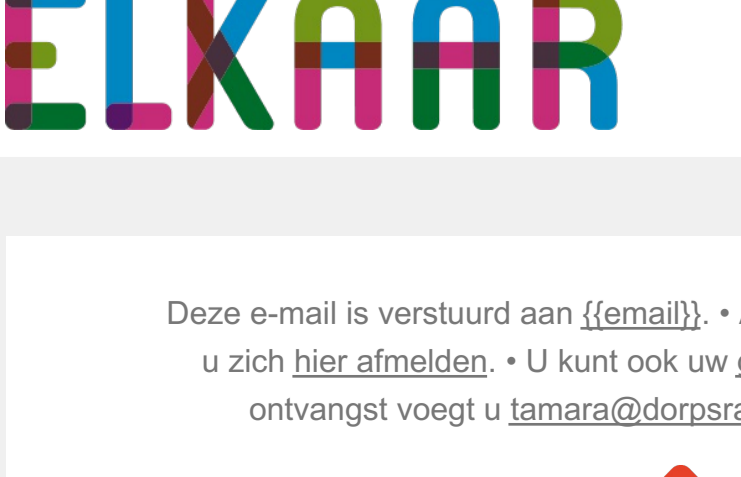 ELKAAR
Deze e-mail is verstuurd aan {{email}}. •
u zich hier afmelden. • U kunt ook uw
ontvangst voegt u tamara@dorpsra